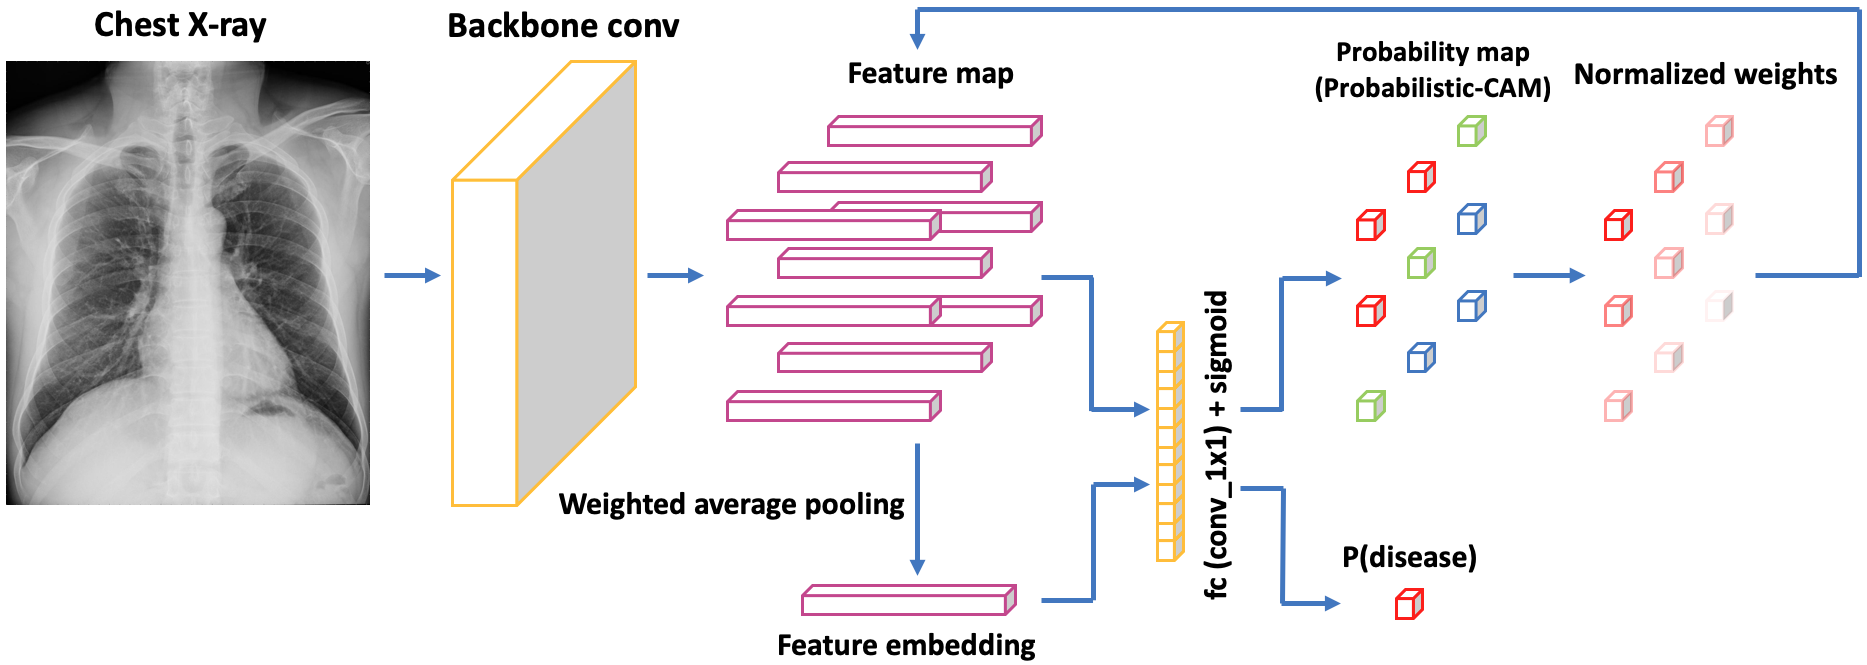 Chest X-ray
Backbone conv
Feature map
Probability map
(Probabilistic-CAM)
Normalized weights
fc (conv_1x1) + sigmoid
Weighted average pooling
P(disease)
Feature embedding